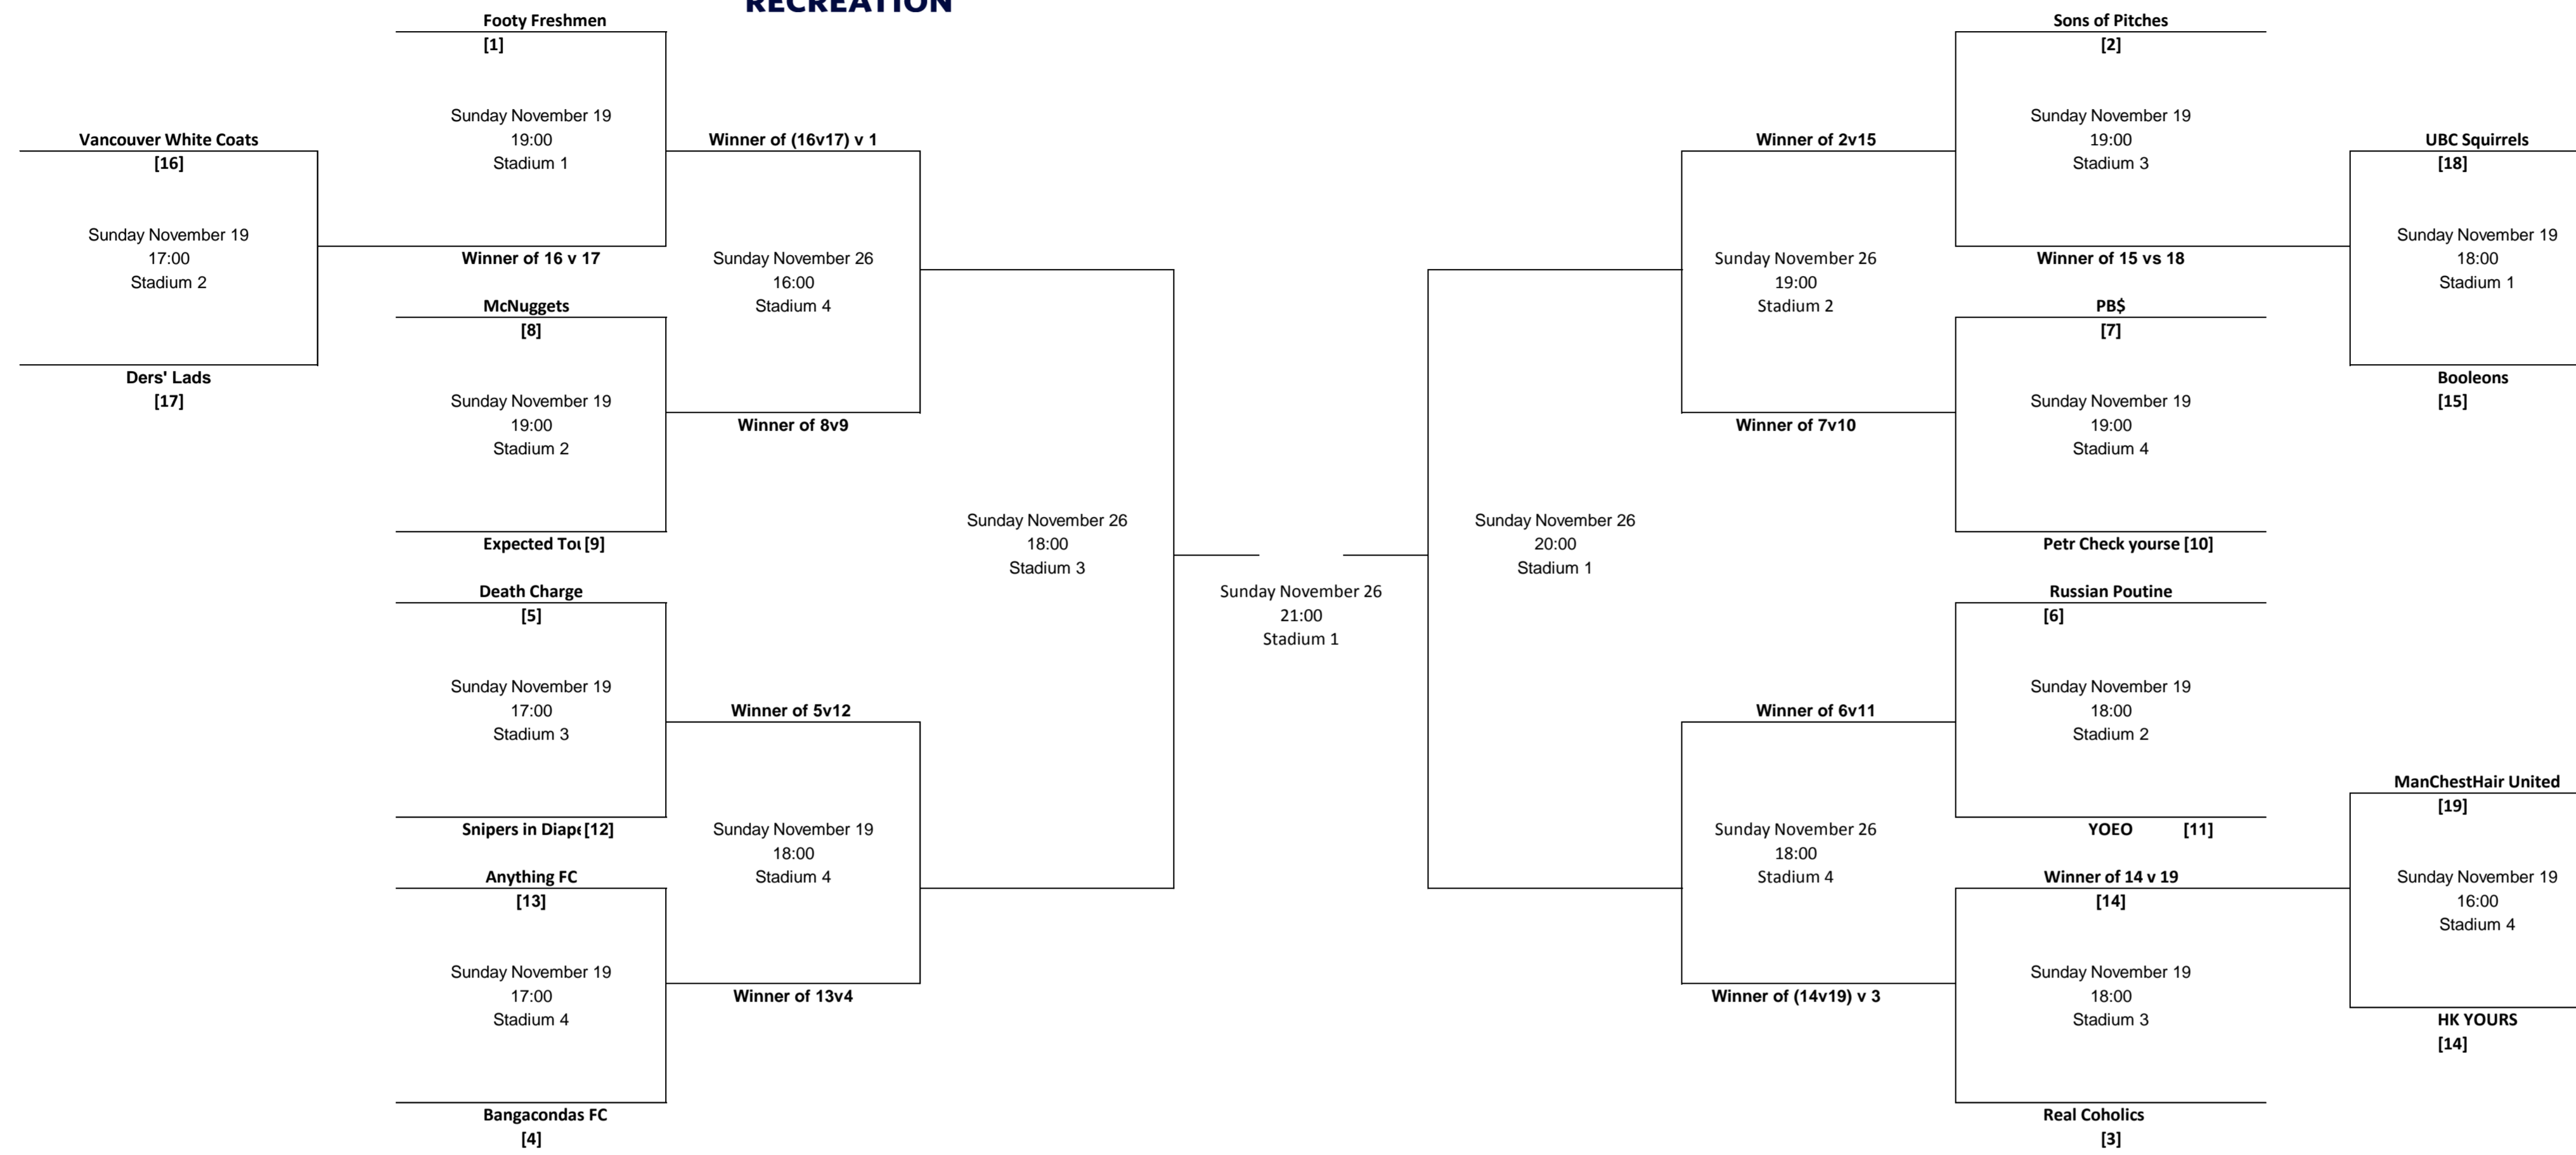 RECREATION
Footy Freshmen
[1]
Sunday November 19
19:00
Stadium 1
Vancouver White Coats
[16]
Sunday November 19
17:00
Stadium 2
Ders' Lads
[17]
Winner of 16 v 17
McNuggets
[8]
Sunday November 19
19:00
Stadium 2
Expected Tou [9]
Death Charge
[5]
Sunday November 19
17:00
Stadium 3
Snipers in Diape [12]
Anything FC
[13]
Sunday November 19
17:00
Stadium 4
Bangacondas FC
[4]
Winner of (16v17) v 1
Sunday November 26
16:00
Stadium 4
Winner of 8v9
Winner of 5v12
Sunday November 19
18:00
Stadium 4
Winner of 13v4
Sunday November 26
18:00
Stadium 3
Sunday November 26
21:00
Stadium 1
Sunday November 26
20:00
Stadium 1
Winner of 2v15
Sunday November 26
19:00
Stadium 2
Winner of 7v10
Winner of 6v11
Sunday November 26
18:00
Stadium 4
Winner of (14v19) v 3
Sons of Pitches
[2]
Sunday November 19
19:00
Stadium 3
Winner of 15 vs 18
PB$
[7]
Sunday November 19
19:00
Stadium 4
Petr Check yourse [10]
Russian Poutine
[6]
Sunday November 19
18:00
Stadium 2
YOEO [11]
Winner of 14 v 19
[14]
Sunday November 19
18:00
Stadium 3
Real Coholics
[3]
UBC Squirrels
[18]
Sunday November 19
18:00
Stadium 1
Booleons
[15]
ManChestHair United
[19]
Sunday November 19
16:00
Stadium 4
HK YOURS
[14]